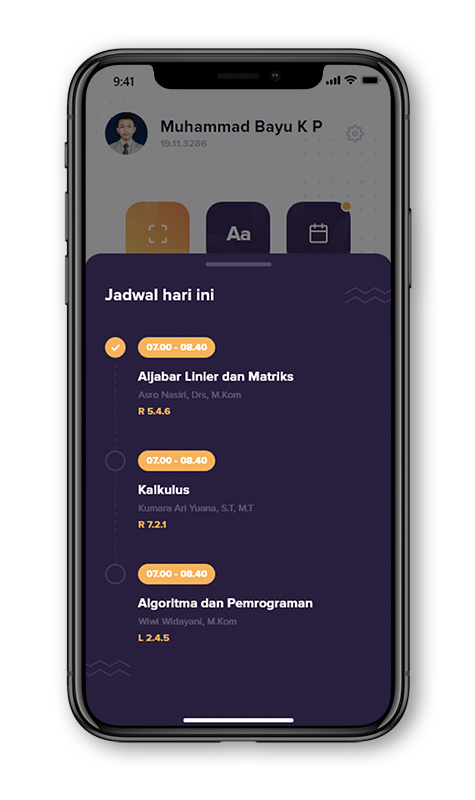 9:41
Muhammad Bayu K P
19.11.3286
Aa
Jadwal hari ini
07.00 - 08.40
Aljabar Linier dan Matriks
Asro Nasiri, Drs, M.Kom
R 5.4.6
07.00 - 08.40
Kalkulus
Kumara Ari Yuana, S.T, M.T
R 7.2.1
07.00 - 08.40
Algoritma dan Pemrograman
Wiwi Widayani, M.Kom
L 2.4.5